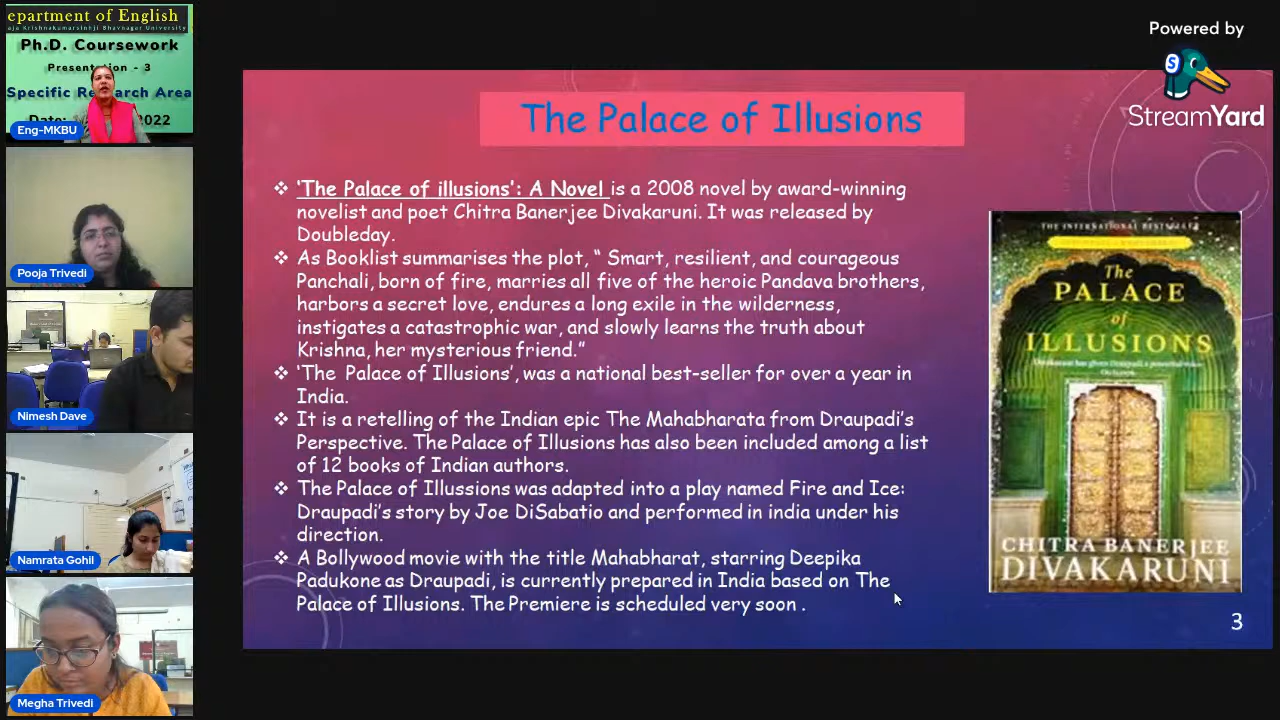 epartment of English
aja Krishnakumarsinhji Bhavnagar University
Ph.D. Coursework
Presentation - 3
Specific Research Area
Date: 2022
Eng-MKBU
Pooja Trivedi
Nimesh Dave
Namrata Gohil
Megha Trivedi
Powered by
S
StreamYard
The Palace of Illusions
❖ ‘The Palace of illusions’: A Novel is a 2008 novel by award-winning
novelist and poet Chitra Banerjee Divakaruni. It was released by
Doubleday.
❖ As Booklist summarises the plot, “ Smart, resilient, and courageous
Panchali, born of fire, marries all five of the heroic Pandava brothers,
harbors a secret love, endures a long exile in the wilderness,
instigates a catastrophic war, and slowly learns the truth about
Krishna, her mysterious friend.”
❖ ‘The Palace of Illusions’, was a national best-seller for over a year in
India.
❖ It is a retelling of the Indian epic The Mahabharata from Draupadi’s
Perspective. The Palace of Illusions has also been included among a list
of 12 books of Indian authors.
❖ The Palace of Illussions was adapted into a play named Fire and Ice:
Draupadi’s story by Joe DiSabatio and performed in india under his
direction.
❖ A Bollywood movie with the title Mahabharat, starring Deepika
Padukone as Draupadi, is currently prepared in India based on The
Palace of Illusions. The Premiere is scheduled very soon .
THE INTERNATIONAL BESTSELLER
The
PALACE
of
ILLUSIONS
CHITRA BANERJEE
DIVAKARUNI
3